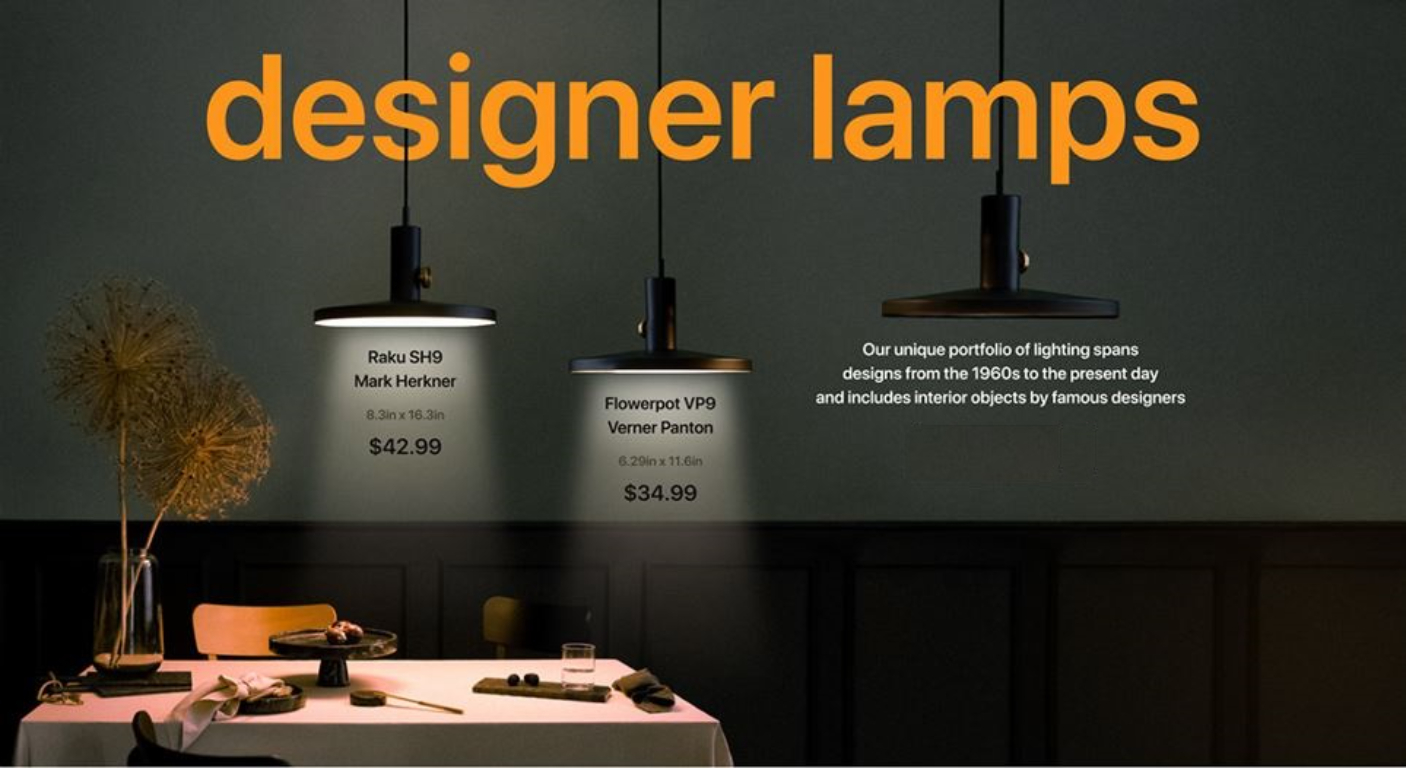 designer lamps
Raku SH9
Mark Herkner
8.3in x 16.3in
$42.99
Flowerpot VP9
Verner Panton
6.29in x 11.6in
$34.99
Our unique portfolio of lighting spans
designs from the 1960s to the present day
and includes interior objects by famous designers